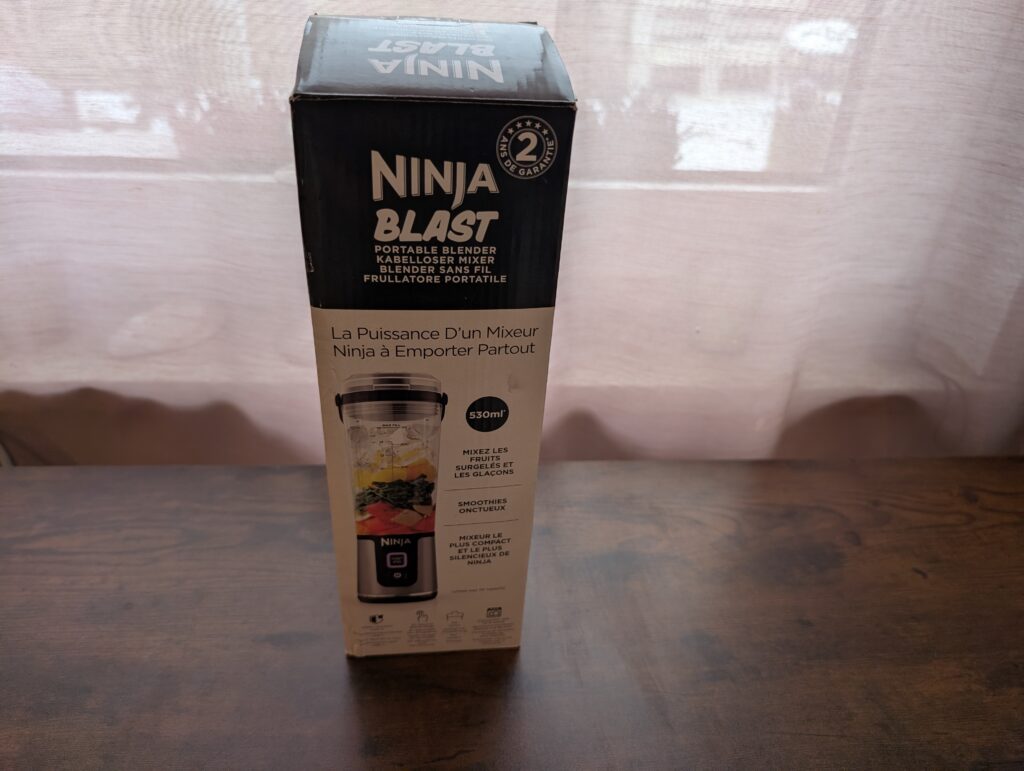 NINJA
BLAST
2
ANS DE GARANTIE*
NINJA
BLAST
PORTABLE BLENDER
KABELLOSER MIXER
BLENDER SANS FIL
FRULLATORE PORTATILE
La Puissance D'un Mixeur
Ninja à Emporter Partout
530ml*
MIXEZ LES
FRUITS
SURGELÉS ET
LES GLAÇONS
SMOOTHIES
ONCTUEUX
MIXEUR LE
PLUS COMPACT
ET LE PLUS
SILENCIEUX DE
NINJA
MAX FILL
NINJA